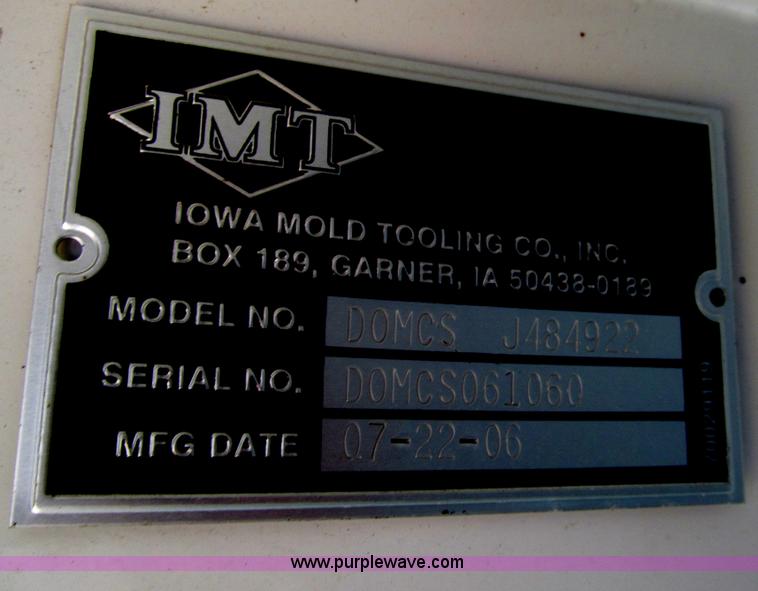 IMT
IOWA MOLD TOOLING CO., INC.
BOX 189, GARNER, IA 50438-0189
MODEL NO. DOMCS J484922
SERIAL NO. DOMCS061060
MFG DATE 07-22-06
70029119
www.purplewave.com